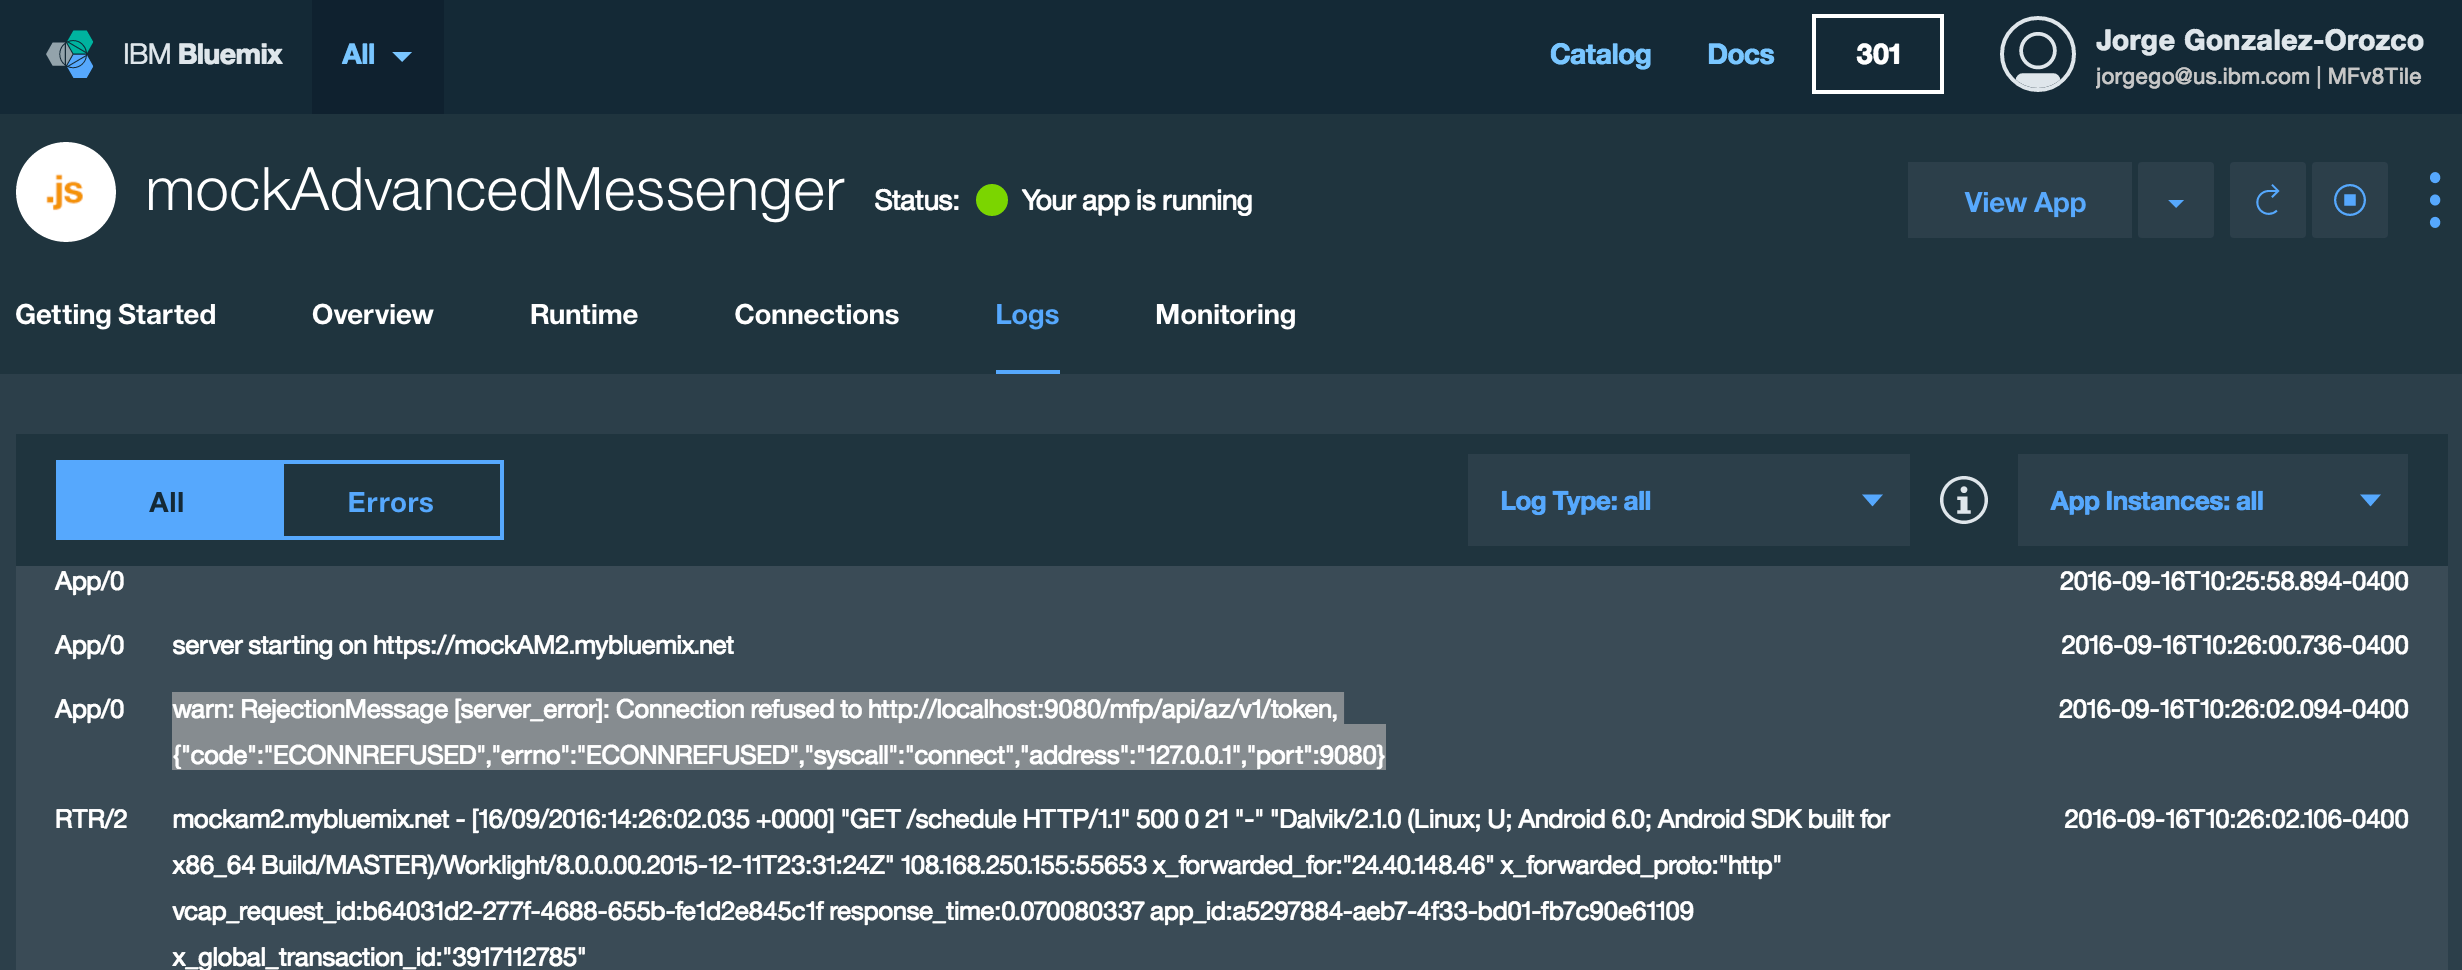 IBM Bluemix All Catalog Docs 301 Jorge Gonzalez-Orozco
jorgego@us.ibm.com | MFv8Tile
.js mockAdvancedMessenger Status: Your app is running View App
Getting Started Overview Runtime Connections Logs Monitoring
All Errors Log Type: all App Instances: all
App/0 2016-09-16T10:25:58.894-0400
App/0 server starting on https://mockAM2.mybluemix.net 2016-09-16T10:26:00.736-0400
App/0 warn: RejectionMessage [server_error]: Connection refused to http://localhost:9080/mfp/api/az/v1/token, 2016-09-16T10:26:02.094-0400
{"code":"ECONNREFUSED","errno":"ECONNREFUSED","syscall":"connect","address":"127.0.0.1","port":9080}
RTR/2 mockam2.mybluemix.net - [16/09/2016:14:26:02.035 +0000] "GET /schedule HTTP/1.1" 500 0 21 "-" "Dalvik/2.1.0 (Linux; U; Android 6.0; Android SDK built for 2016-09-16T10:26:02.106-0400
x86_64 Build/MASTER)/Worklight/8.0.0.00.2015-12-11T23:31:24Z" 108.168.250.155:55653 x_forwarded_for:"24.40.148.46" x_forwarded_proto:"http"
vcap_request_id:b64031d2-277f-4688-655b-fe1d2e845c1f response_time:0.070080337 app_id:a5297884-aeb7-4f33-bd01-fb7c90e61109
x_global_transaction_id:"3917112785"